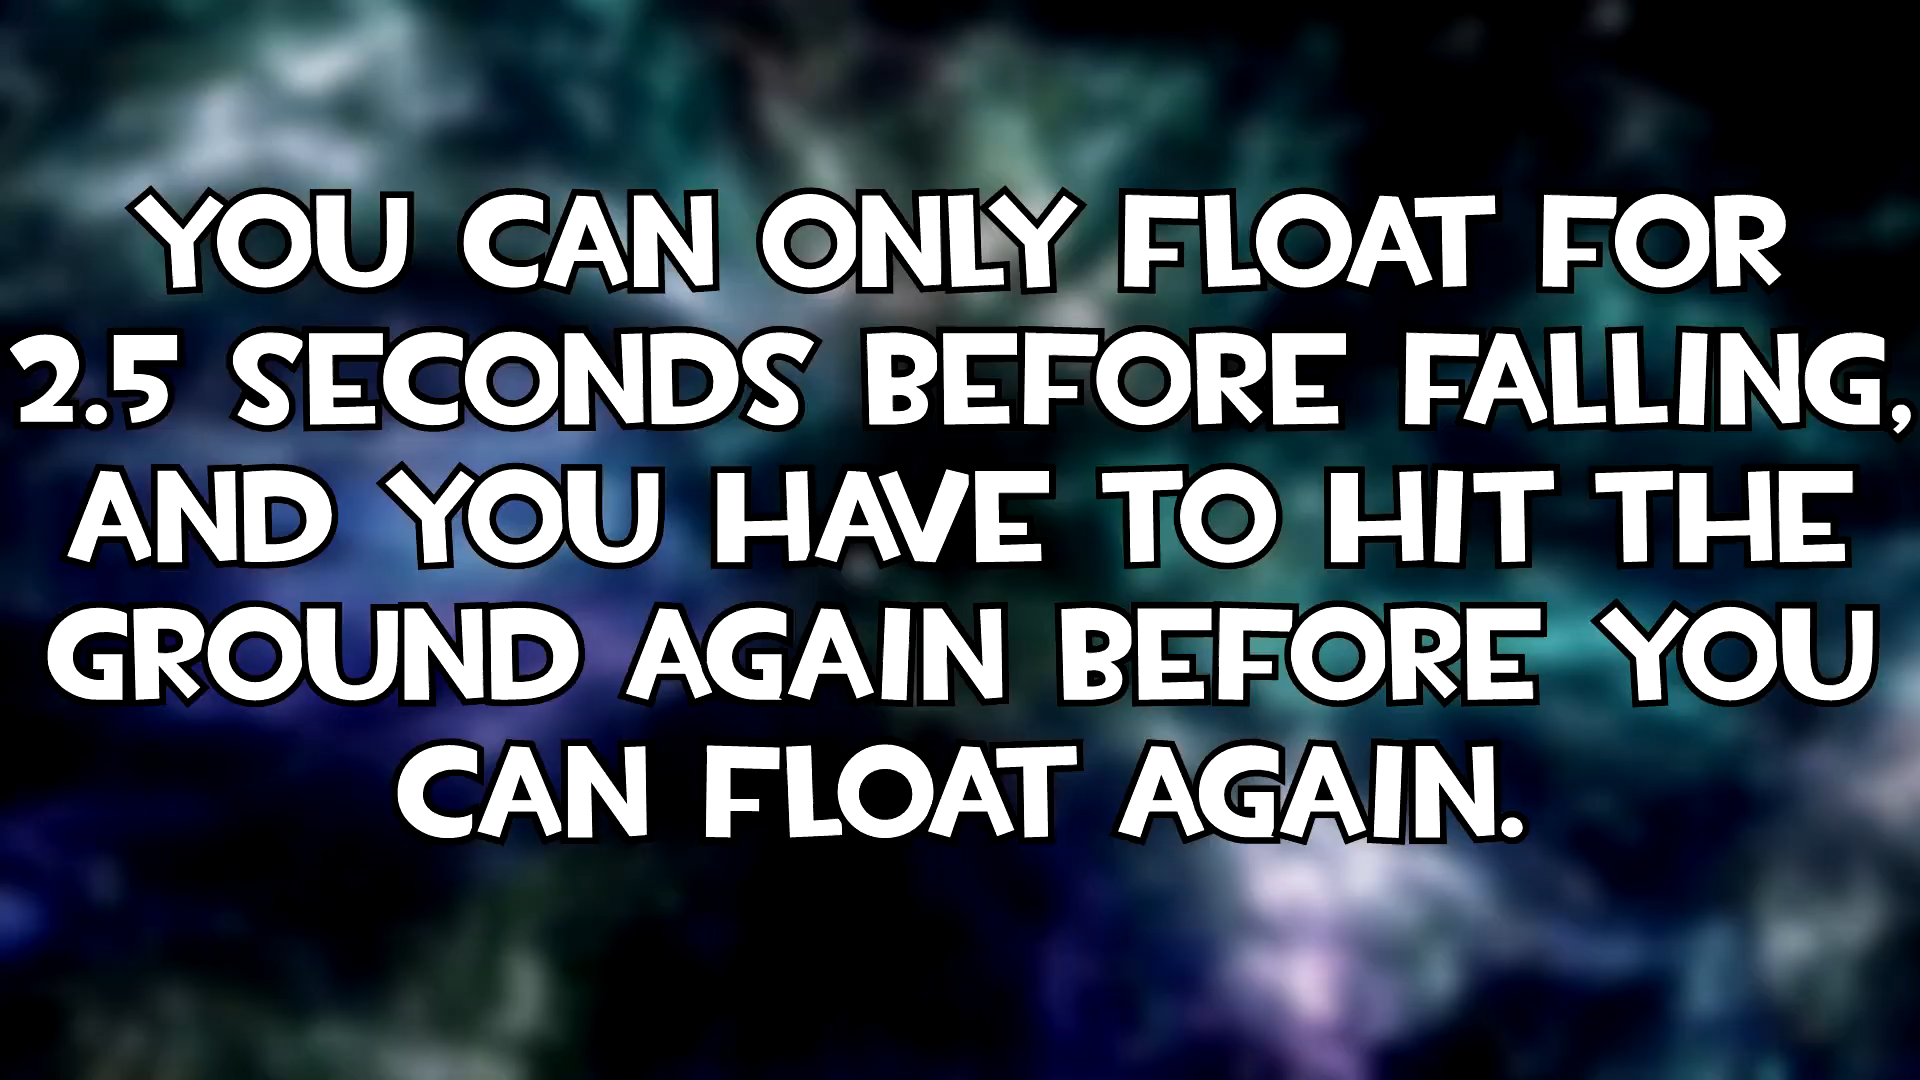 YOU CAN ONLY FLOAT FOR
2.5 SECONDS BEFORE FALLING,
AND YOU HAVE TO HIT THE
GROUND AGAIN BEFORE YOU
CAN FLOAT AGAIN.